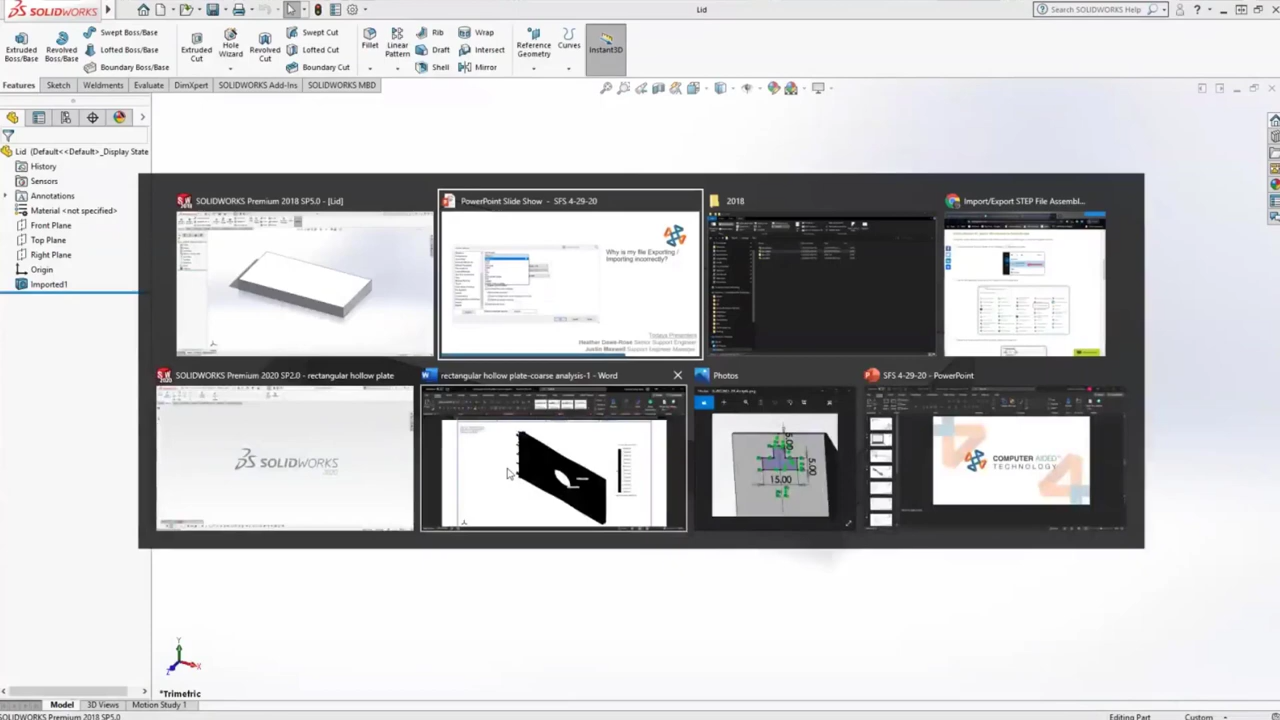 SOLIDWORKS
Lid
Search SOLIDWORKS Help
Extruded Boss/Base
Revolved Boss/Base
Swept Boss/Base
Lofted Boss/Base
Boundary Boss/Base
Extruded Cut
Hole Wizard
Revolved Cut
Swept Cut
Lofted Cut
Boundary Cut
Fillet
Linear Pattern
Rib
Draft
Shell
Wrap
Intersect
Mirror
Reference Geometry
Curves
Instant3D
Features
Sketch
Weldments
Evaluate
DimXpert
SOLIDWORKS Add-Ins
SOLIDWORKS MBD
Lid (Default<<Default>_Display State
History
Sensors
Annotations
Material <not specified>
Front Plane
Top Plane
Right Plane
Origin
Imported1
SOLIDWORKS Premium 2018 SP5.0 - [Lid]
PowerPoint Slide Show - SFS 4-29-20
Why is my file Exporting /
Importing incorrectly?
2018
Import/Export STEP File Assembl...
SOLIDWORKS Premium 2020 SP2.0 - rectangular hollow plate
SOLIDWORKS
rectangular hollow plate-coarse analysis-1 - Word
Photos
5.00
15.00
SFS 4-29-20 - PowerPoint
COMPUTER AIDED
TECHNOLOGY
Y
X
Z
*Trimetric
Model
3D Views
Motion Study 1
SOLIDWORKS Premium 2018 SP5.0
Editing Part
Custom